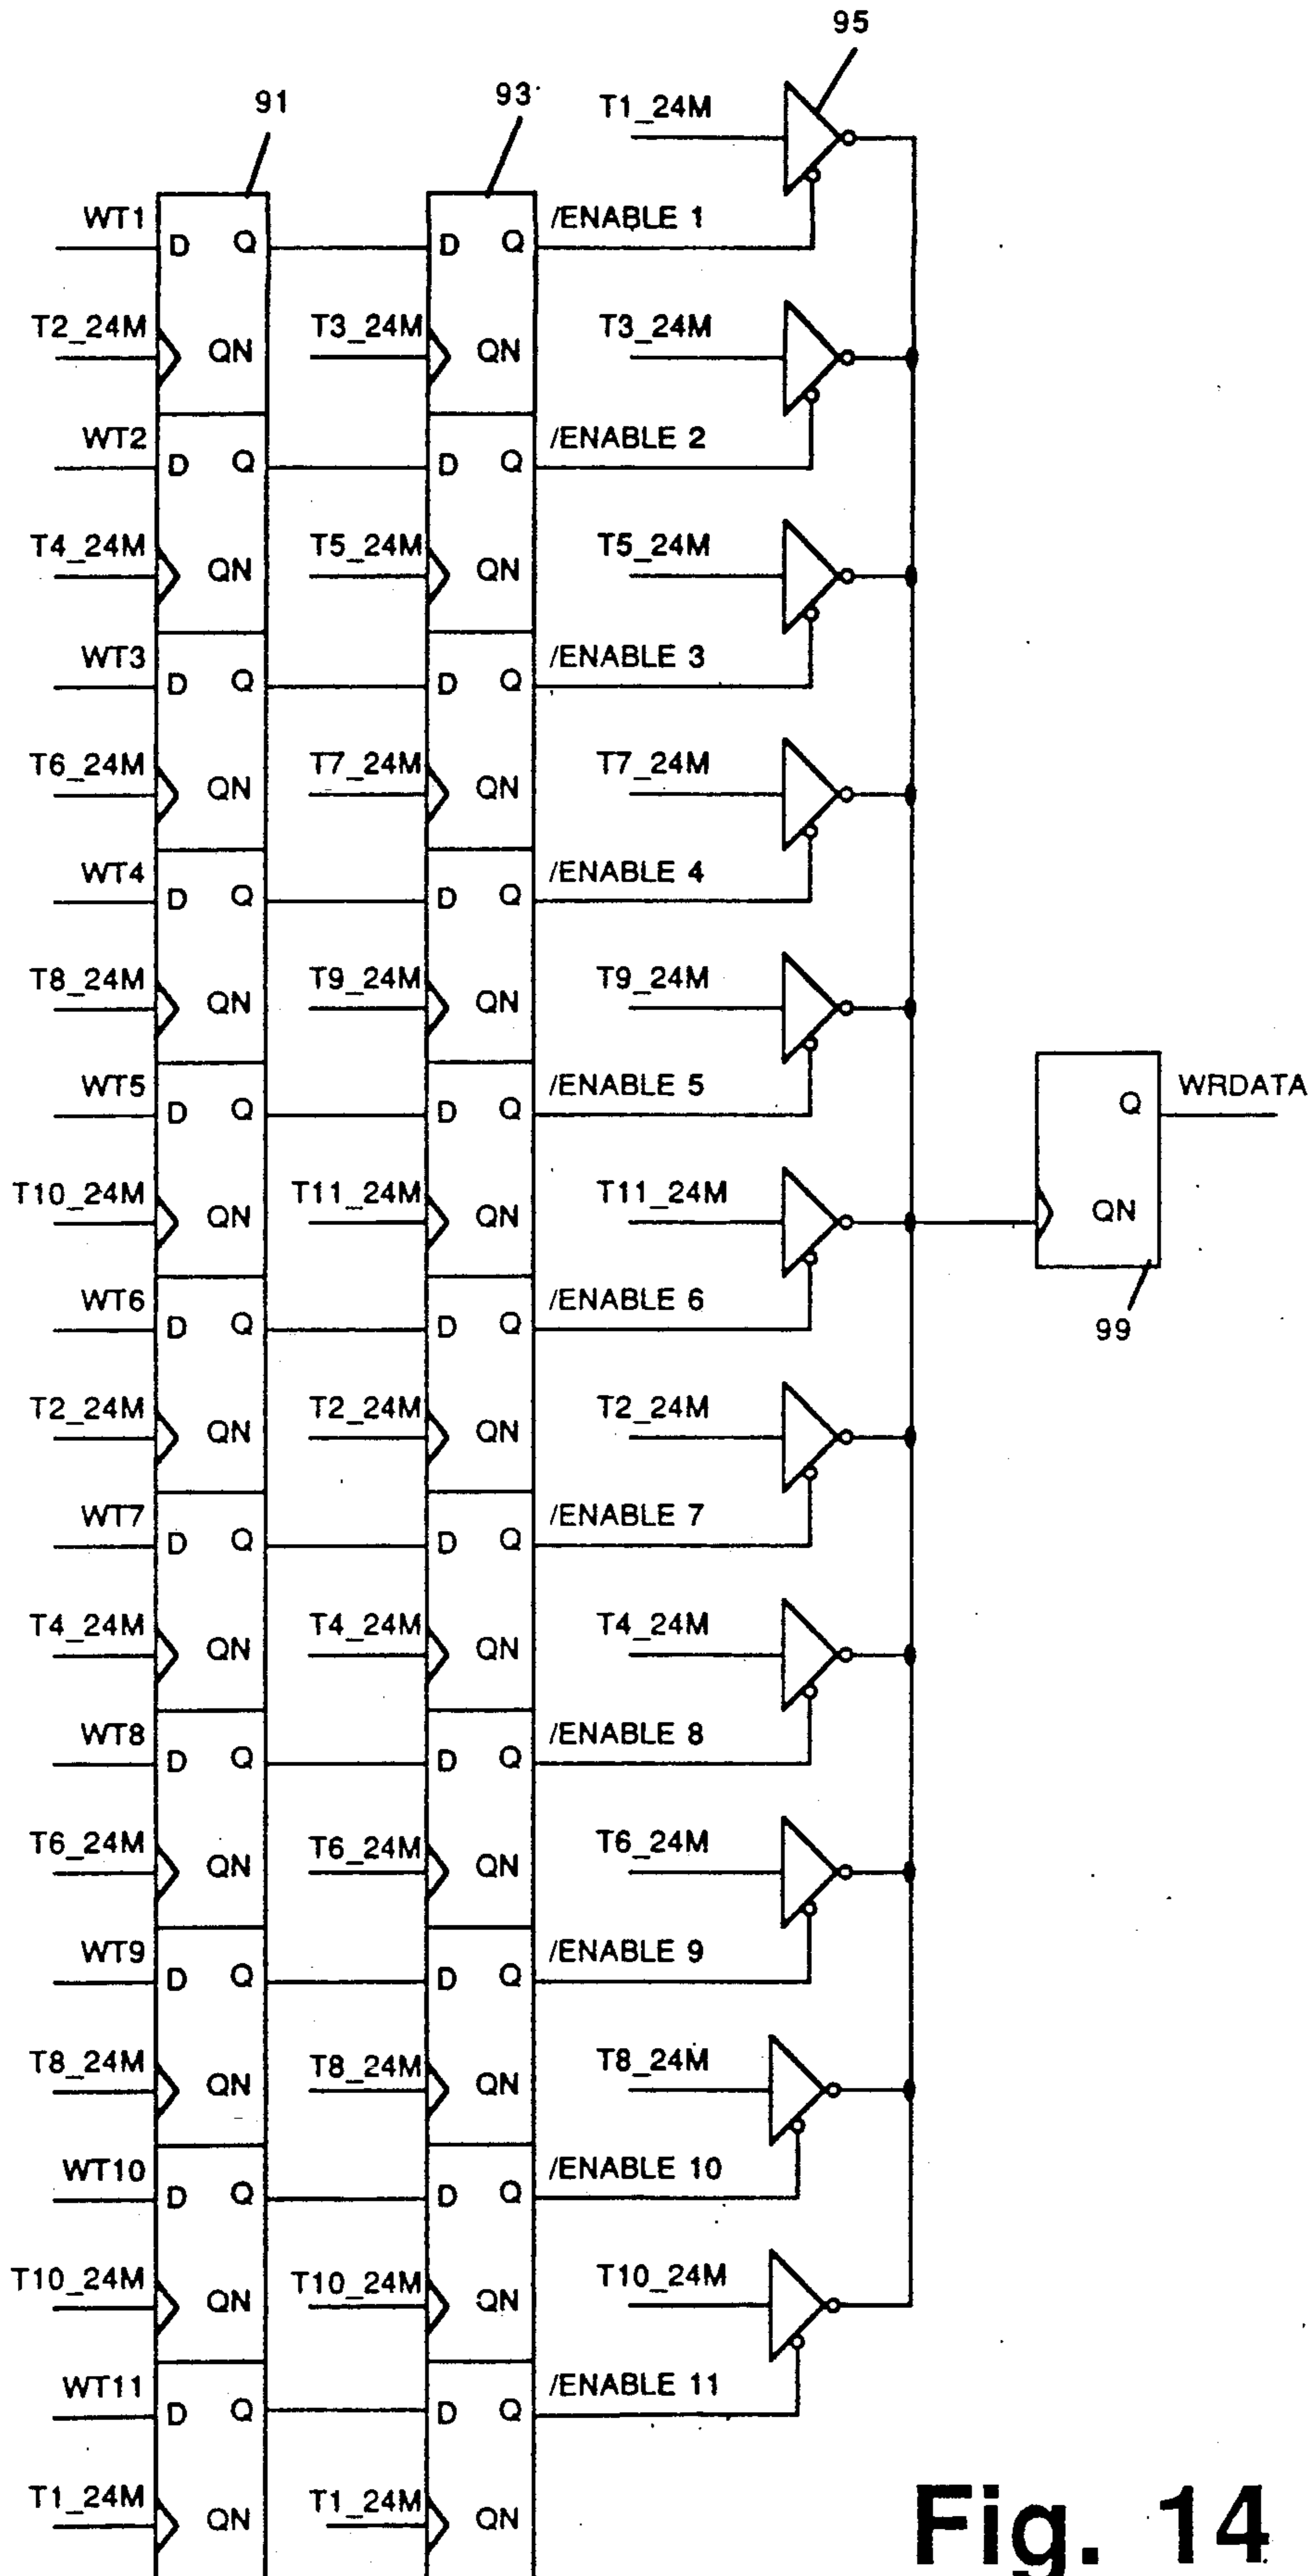 95
91 93 T1_24M
WT1 D Q D Q /ENABLE 1
T2_24M QN T3_24M QN T3_24M
WT2 D Q D Q /ENABLE 2
T4_24M QN T5_24M QN T5_24M
WT3 D Q D Q /ENABLE 3
T6_24M QN T7_24M QN T7_24M
WT4 D Q D Q /ENABLE 4
T8_24M QN T9_24M QN T9_24M
WT5 D Q D Q /ENABLE 5 Q WRDATA
T10_24M QN T11_24M QN T11_24M QN
WT6 D Q D Q /ENABLE 6 99
T2_24M QN T2_24M QN T2_24M
WT7 D Q D Q /ENABLE 7
T4_24M QN T4_24M QN T4_24M
WT8 D Q D Q /ENABLE 8
T6_24M QN T6_24M QN T6_24M
WT9 D Q D Q /ENABLE 9
T8_24M QN T8_24M QN T8_24M
WT10 D Q D Q /ENABLE 10
T10_24M QN T10_24M QN T10_24M
WT11 D Q D Q /ENABLE 11
T1_24M QN T1_24M QN
Fig. 14